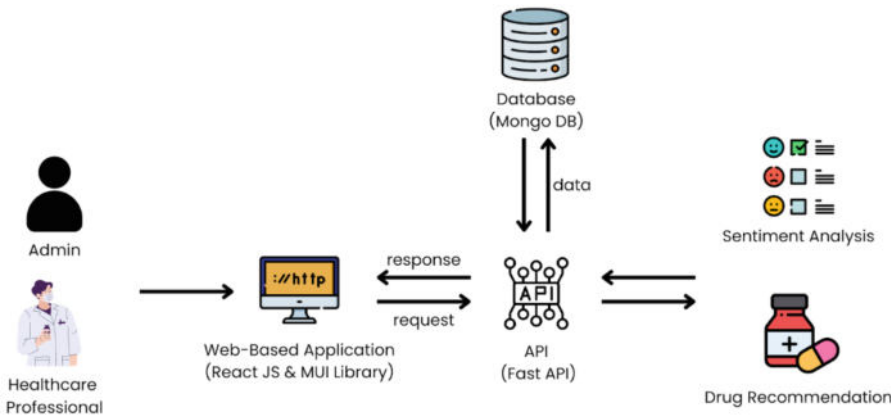 Database
(Mongo DB)
data
Admin
Sentiment Analysis
response
://http
API
request
Web-Based Application
(React JS & MUI Library)
API
(Fast API)
Healthcare
Professional
Drug Recommendation